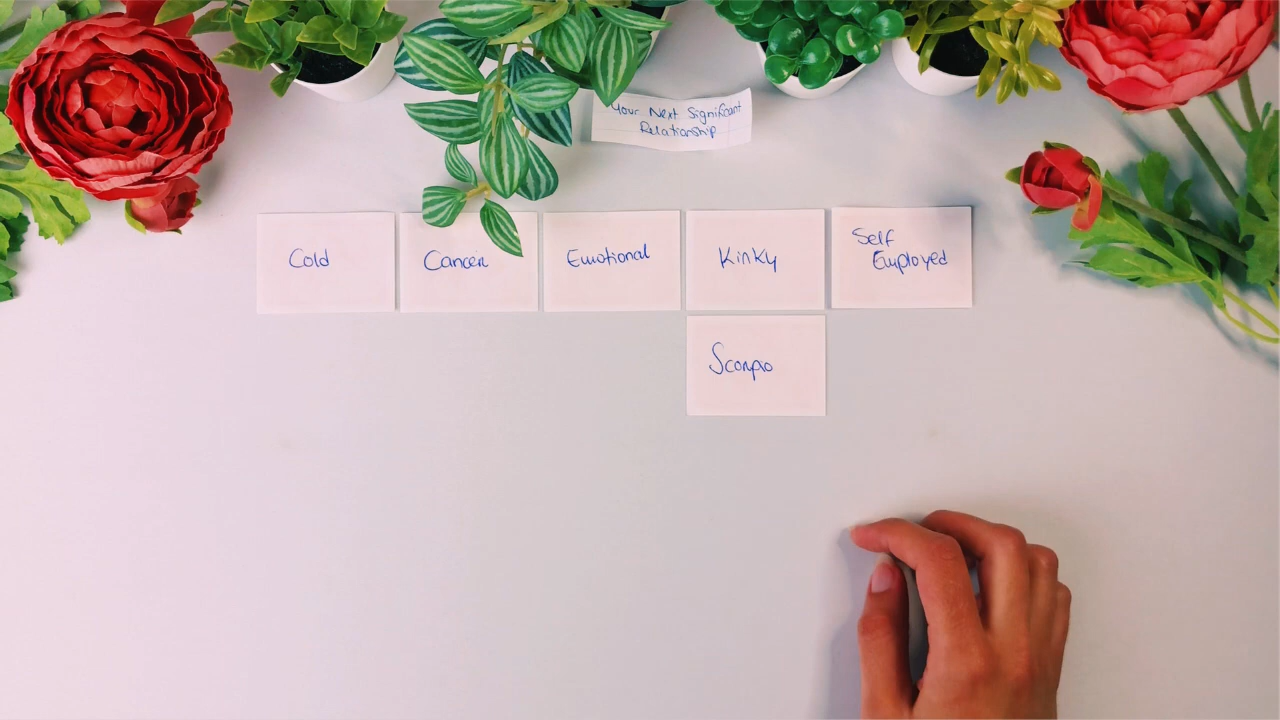 Your Next Significant
Relationship
Cold
Cancer
Emotional
Kinky
Self
Employed
Scorpio